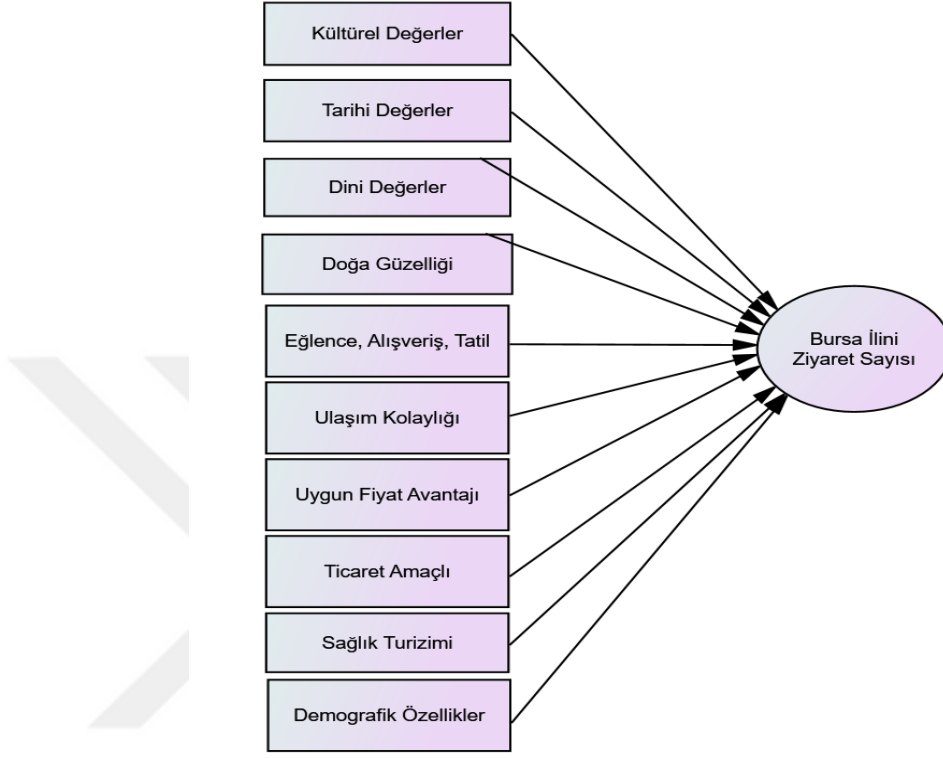 Kültürel Değerler
Tarihi Değerler
Dini Değerler
Doğa Güzelliği
Eğlence, Alışveriş, Tatil
Ulaşım Kolaylığı
Uygun Fiyat Avantajı
Ticaret Amaçlı
Sağlık Turizimi
Demografik Özellikler
Bursa İlini
Ziyaret Sayısı